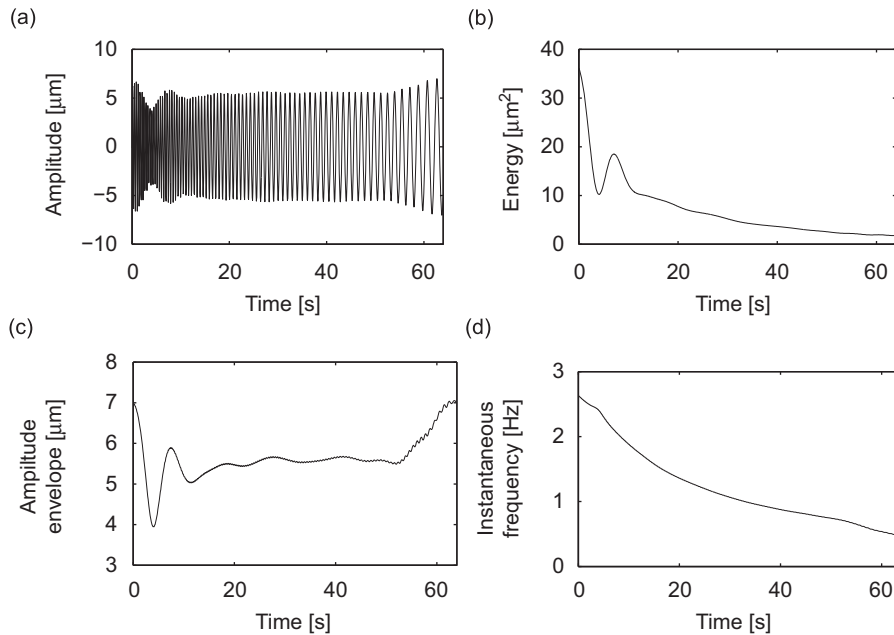 (a)
Amplitude [μm]
10
5
0
−5
−10
0 20 40 60
Time [s]
(b)
Energy [μm²]
40
30
20
10
0
0 20 40 60
Time [s]
(c)
Ampiltude
envelope [μm]
8
7
6
5
4
3
0 20 40 60
Time [s]
(d)
Instantaneous
frequency [Hz]
3
2
1
0
0 20 40 60
Time [s]